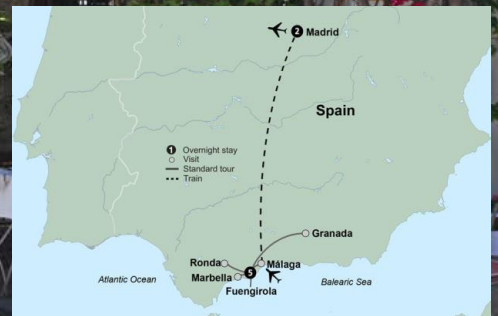 2 Madrid
Spain
1 Overnight stay
Visit
Standard tour
Train
Granada
Ronda
Málaga
Marbella
5
Fuengirola
Atlantic Ocean
Balearic Sea